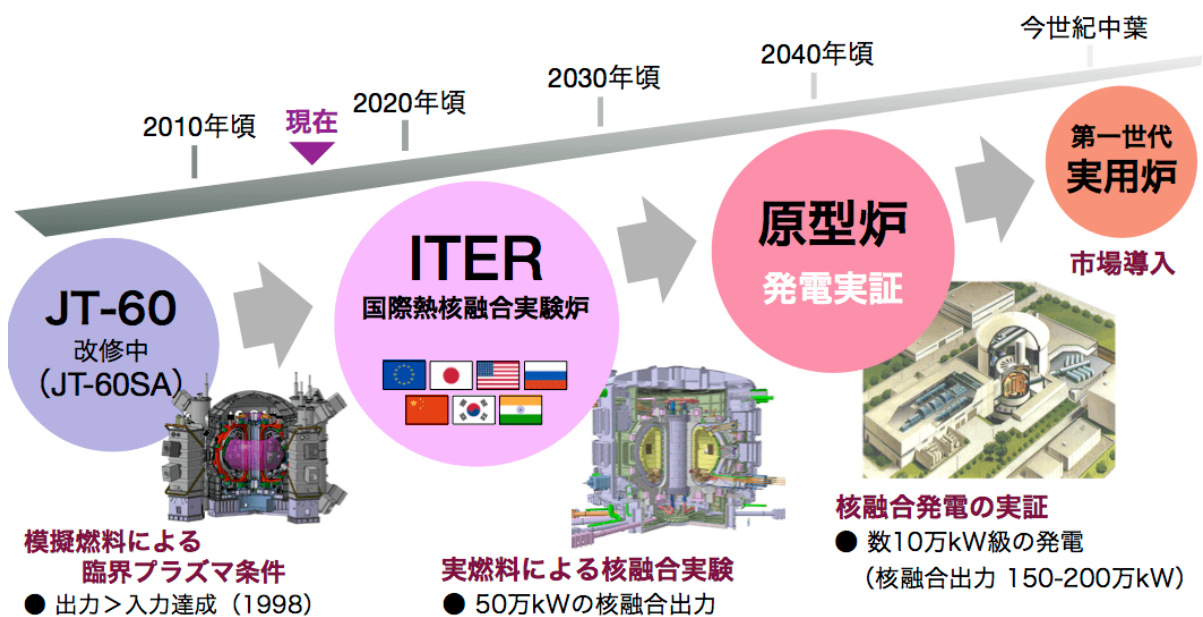 2010年頃
現在
2020年頃
2030年頃
2040年頃
今世紀中葉
JT-60
改修中
（JT-60SA）
模擬燃料による
臨界プラズマ条件
● 出力＞入力達成（1998）
ITER
国際熱核融合実験炉
実燃料による核融合実験
● 50万kWの核融合出力
原型炉
発電実証
核融合発電の実証
● 数10万kW級の発電
（核融合出力 150-200万kW）
第一世代
実用炉
市場導入